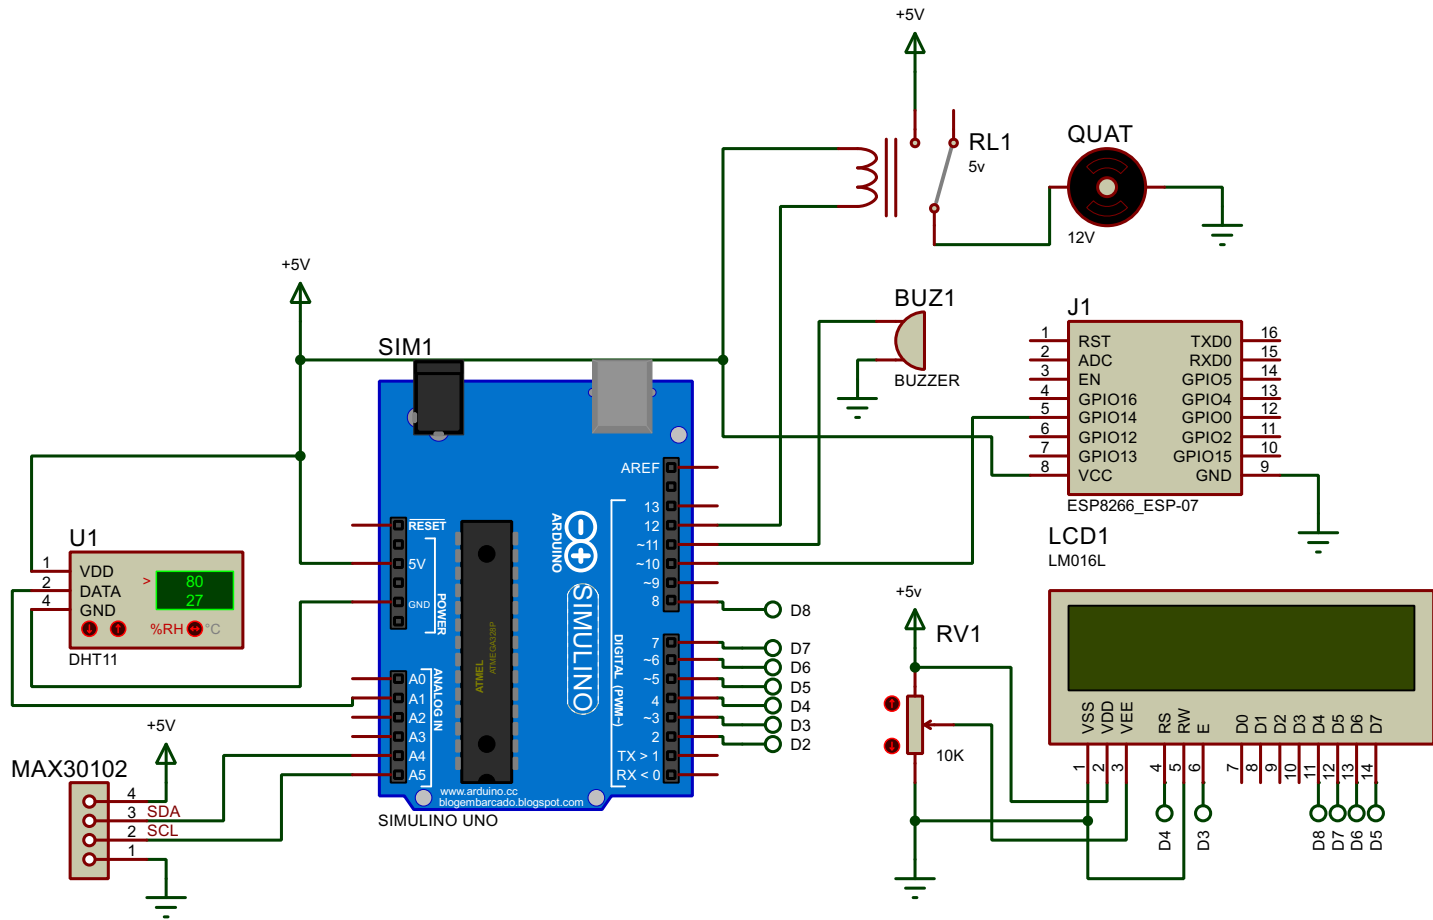 +5V
RL1
5v
QUAT
12V
+5V
BUZ1
BUZZER
SIM1
J1
1 RST TXD0 16
2 ADC RXD0 15
3 EN GPIO5 14
4 GPIO16 GPIO4 13
5 GPIO14 GPIO0 12
6 GPIO12 GPIO2 11
7 GPIO13 GPIO15 10
8 VCC GND 9
ESP8266_ESP-07
U1
1 VDD
2 DATA
4 GND
> 80
27
%RH °C
DHT11
RESET
5V
GND
POWER
A0
A1
A2
A3
A4
A5
ANALOG IN
ATMEL
ATMEGA328P
ARDUINO
SIMULINO
AREF
13
12
~11
~10
~9
8
7
~6
~5
4
~3
2
TX > 1
RX < 0
DIGITAL (PWM~)
D8
D7
D6
D5
D4
D3
D2
www.arduino.cc
blogembarcado.blogspot.com
SIMULINO UNO
+5V
MAX30102
4
3 SDA
2 SCL
1
+5v
RV1
10K
LCD1
LM016L
VSS VDD VEE RS RW E D0 D1 D2 D3 D4 D5 D6 D7
1 2 3 4 5 6 7 8 9 10 11 12 13 14
D4 D3 D8 D7 D6 D5